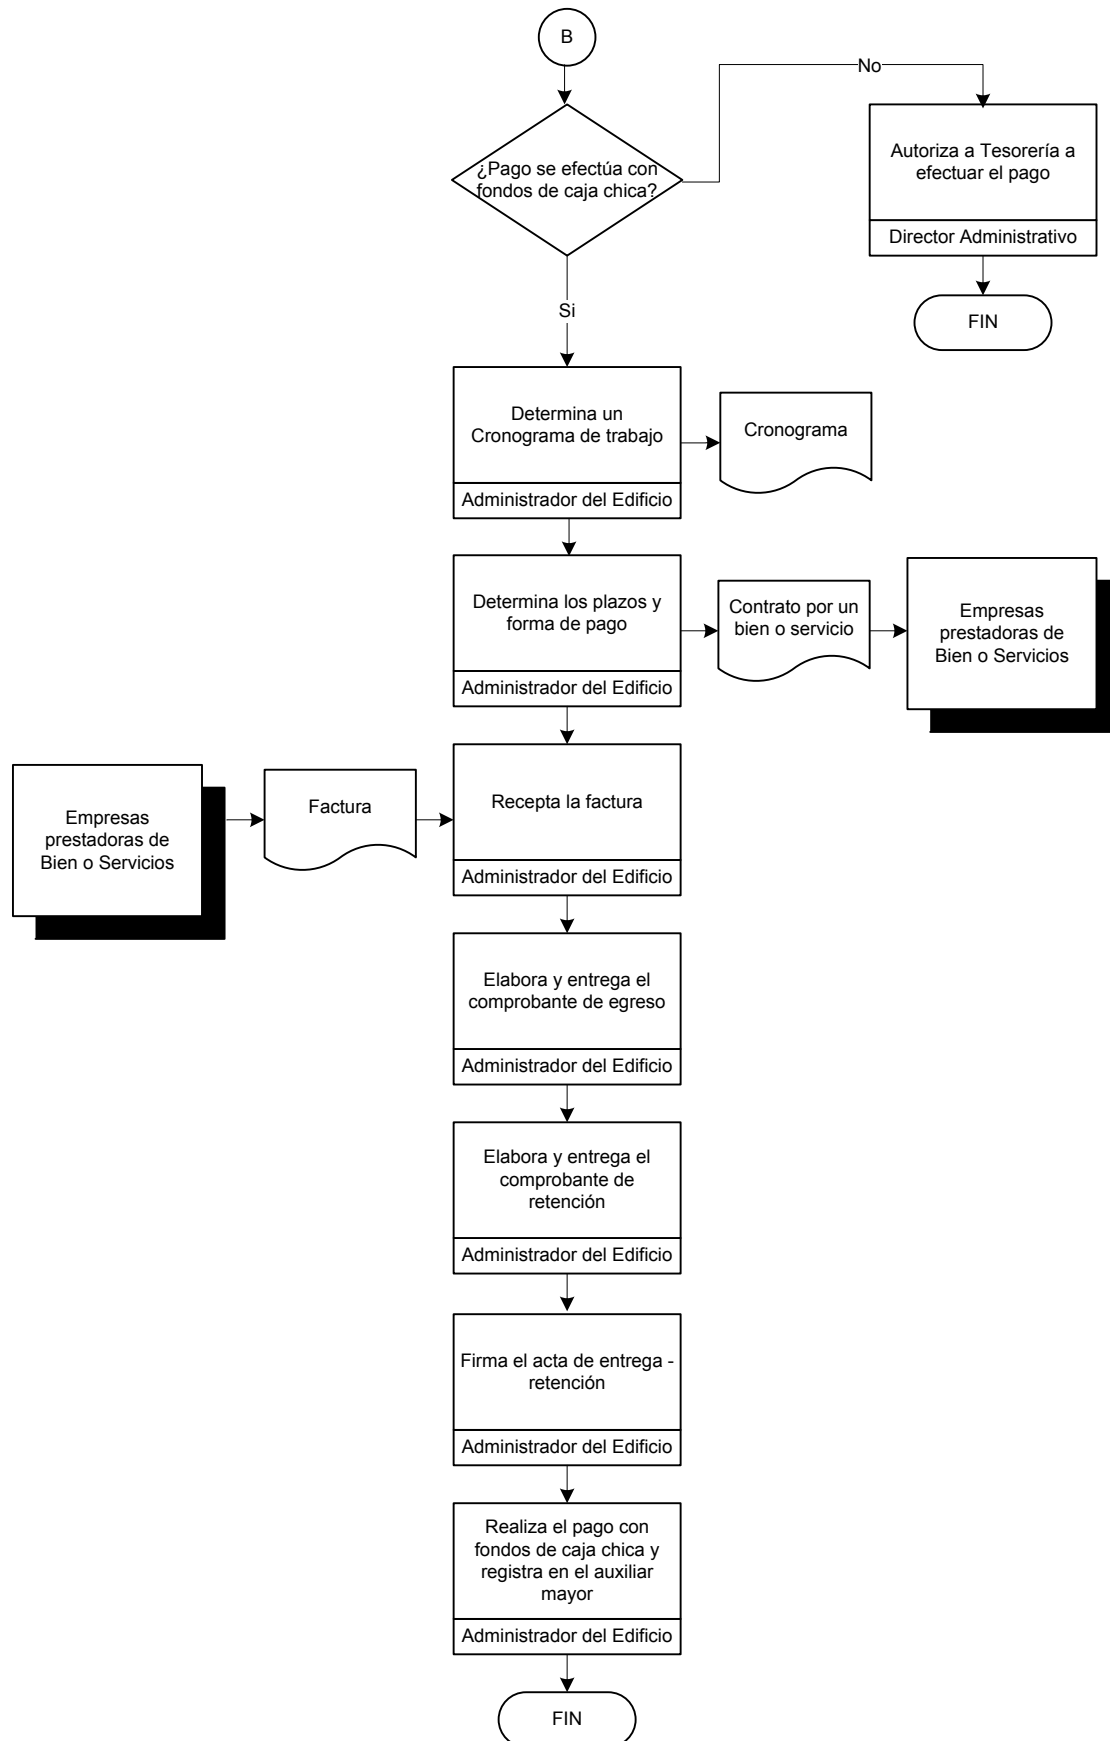 B
No
¿Pago se efectúa con
fondos de caja chica?
Autoriza a Tesorería a
efectuar el pago
Director Administrativo
FIN
Si
Determina un
Cronograma de trabajo
Administrador del Edificio
Cronograma
Determina los plazos y
forma de pago
Administrador del Edificio
Contrato por un
bien o servicio
Empresas
prestadoras de
Bien o Servicios
Empresas
prestadoras de
Bien o Servicios
Factura
Recepta la factura
Administrador del Edificio
Elabora y entrega el
comprobante de egreso
Administrador del Edificio
Elabora y entrega el
comprobante de
retención
Administrador del Edificio
Firma el acta de entrega -
retención
Administrador del Edificio
Realiza el pago con
fondos de caja chica y
registra en el auxiliar
mayor
Administrador del Edificio
FIN